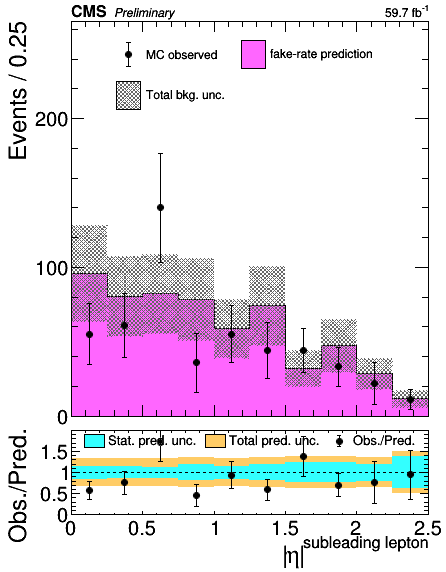 CMS Preliminary 59.7 fb⁻¹
Events / 0.25
MC observed fake-rate prediction
Total bkg. unc.
200
100
0
Obs./Pred.
Stat. pred. unc. Total pred. unc. Obs./Pred.
1.5
1
0.5
0
0 0.5 1 1.5 2 2.5
|η|subleading lepton